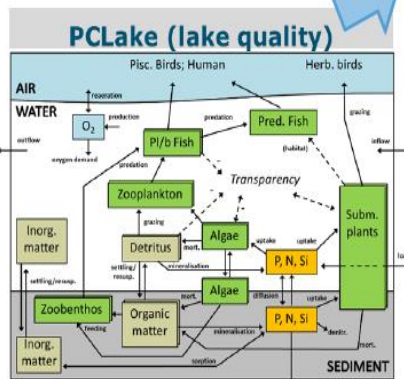 PCLake (lake quality)
Pisc. Birds; Human
Herb. birds
AIR
WATER
reaeration
O₂
production
predation
Pred. Fish
grazing
outflow
oxygen demand
Pl/b Fish
(habitat)
inflow
predation
Transparency
Zooplankton
Subm.
plants
Inorg.
matter
grazing
Algae
Detritus
mort.
uptake
uptake
P, N, Si
settling/
resusp.
mineralisation
settling/resusp.
Algae
mort.
diffusion
uptake
Zoobenthos
Organic
matter
feeding
P, N, Si
mineralisation
denitr.
Inorg.
matter
mort.
sorption
SEDIMENT